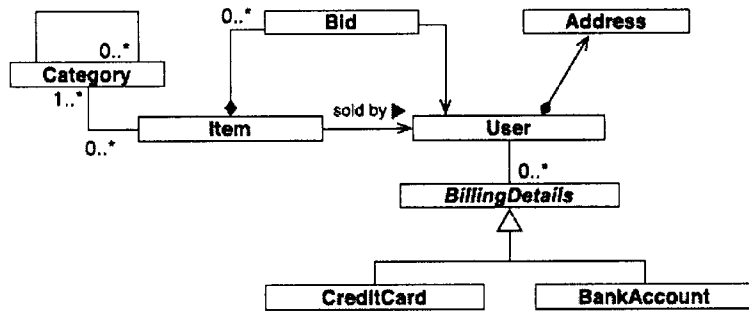 0..* Bid Address
0..*
Category
1..*
sold by
Item User
0..*
0..*
BillingDetails
CreditCard BankAccount